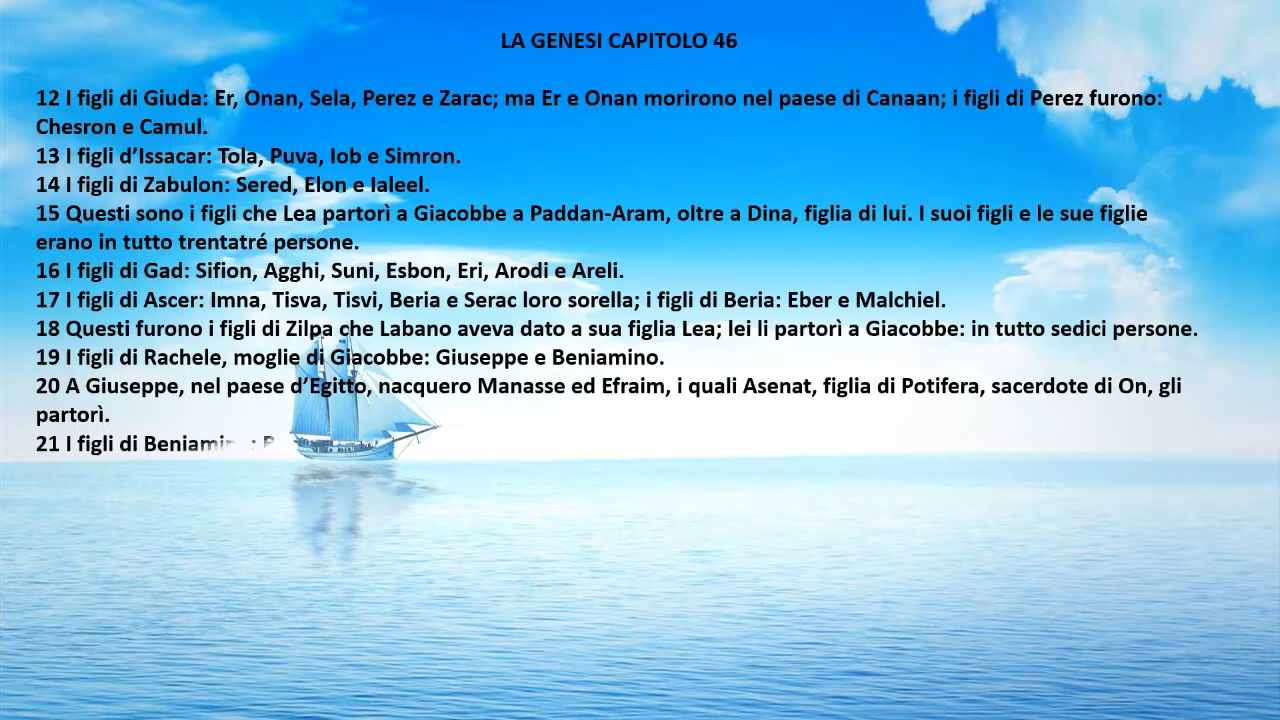 LA GENESI CAPITOLO 46
12 I figli di Giuda: Er, Onan, Sela, Perez e Zarac; ma Er e Onan morirono nel paese di Canaan; i figli di Perez furono:
Chesron e Camul.
13 I figli d’Issacar: Tola, Puva, Iob e Simron.
14 I figli di Zabulon: Sered, Elon e Ialeel.
15 Questi sono i figli che Lea partorì a Giacobbe a Paddan-Aram, oltre a Dina, figlia di lui. I suoi figli e le sue figlie
erano in tutto trentatré persone.
16 I figli di Gad: Sifion, Agghi, Suni, Esbon, Eri, Arodi e Areli.
17 I figli di Ascer: Imna, Tisva, Tisvi, Beria e Serac loro sorella; i figli di Beria: Eber e Malchiel.
18 Questi furono i figli di Zilpa che Labano aveva dato a sua figlia Lea; lei li partorì a Giacobbe: in tutto sedici persone.
19 I figli di Rachele, moglie di Giacobbe: Giuseppe e Beniamino.
20 A Giuseppe, nel paese d’Egitto, nacquero Manasse ed Efraim, i quali Asenat, figlia di Potifera, sacerdote di On, gli
partorì.
21 I figli di